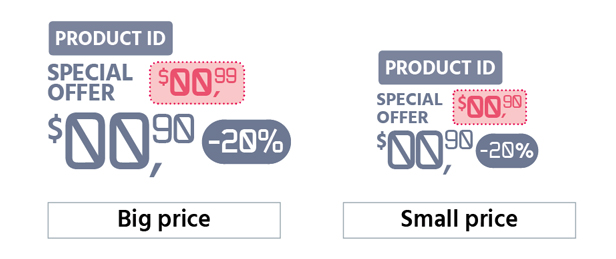 PRODUCT ID
SPECIAL
OFFER
$00,99
$00,90
-20%
Big price
PRODUCT ID
SPECIAL
OFFER
$00,90
$00,90
-20%
Small price